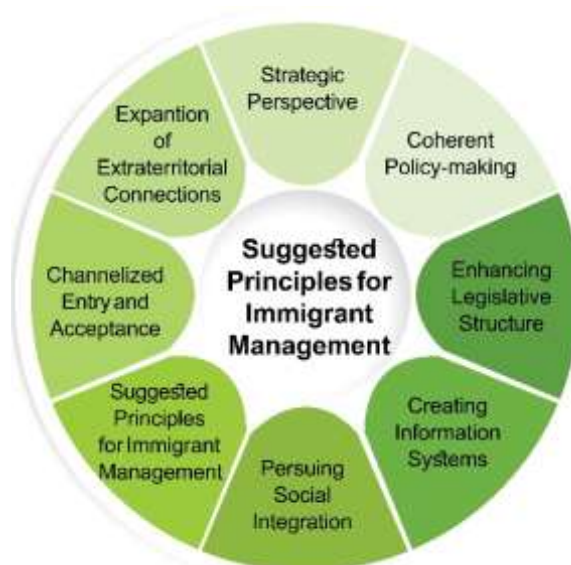 Strategic
Perspective
Coherent
Policy-making
Enhancing
Legislative
Structure
Creating
Information
Systems
Persuing
Social
Integration
Suggested
Principles
for Immigrant
Management
Channelized
Entry and
Acceptance
Expantion
of
Extraterritorial
Connections
Suggested
Principles for
Immigrant
Management